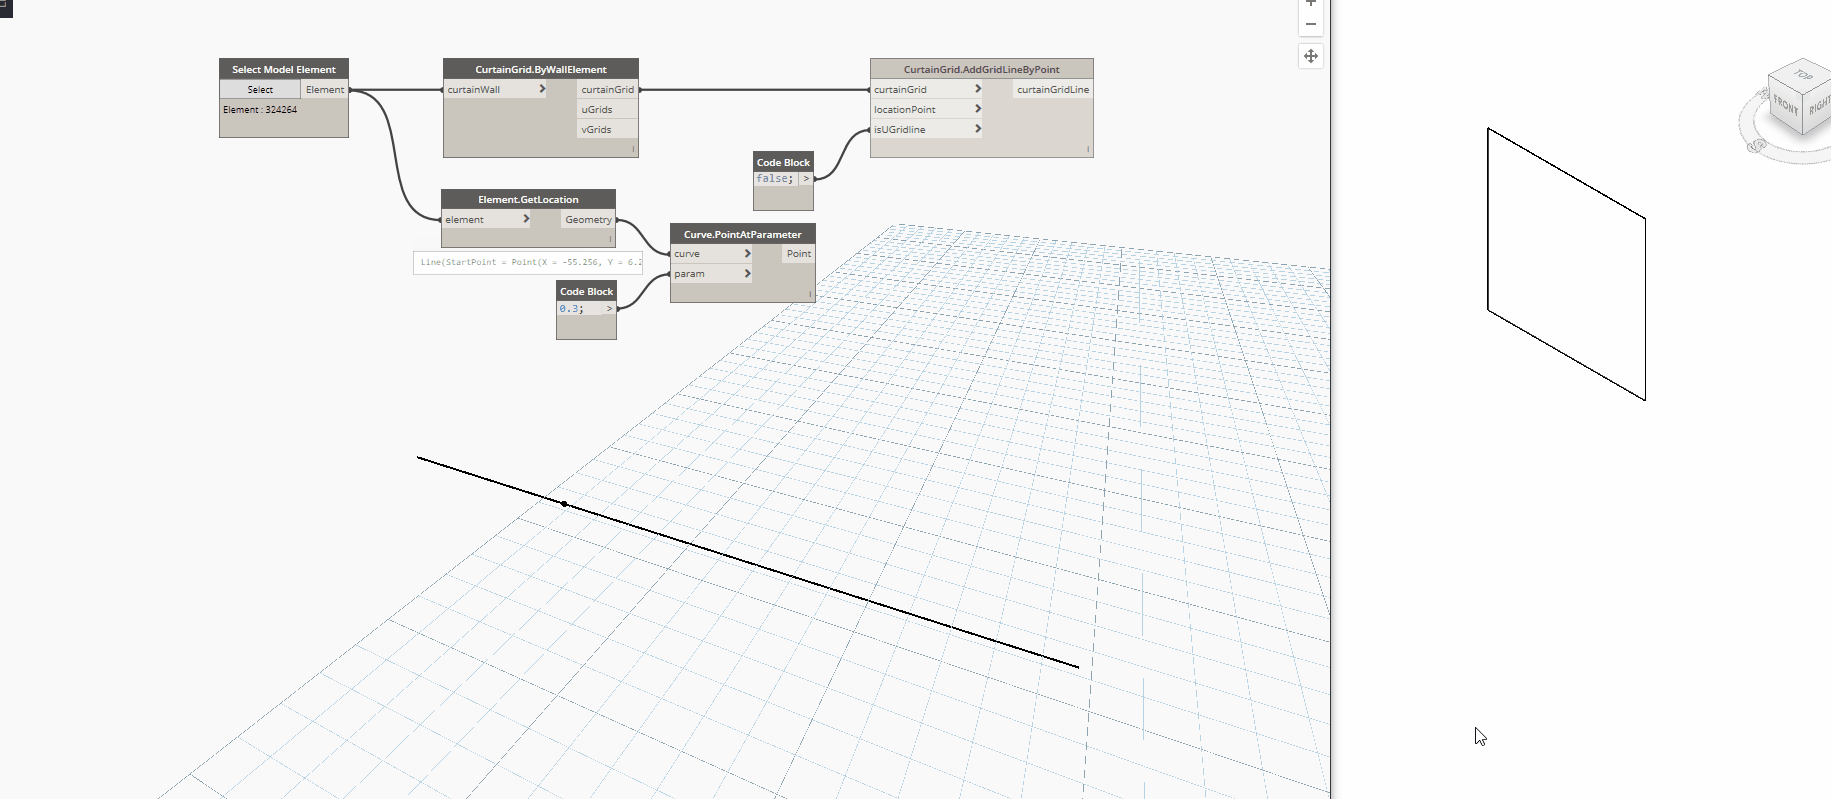 Select Model Element
Select
Element
Element : 324264
CurtainGrid.ByWallElement
curtainWall
>
curtainGrid
uGrids
vGrids
l
CurtainGrid.AddGridLineByPoint
curtainGrid
>
curtainGridLine
locationPoint
>
isUGridline
>
l
Code Block
false;
>
Element.GetLocation
element
>
Geometry
l
Line(StartPoint = Point(X = -55.256, Y = 6.2
Curve.PointAtParameter
curve
>
Point
param
>
l
Code Block
0.3;
>
+
−
TOP
FRONT
RIGHT